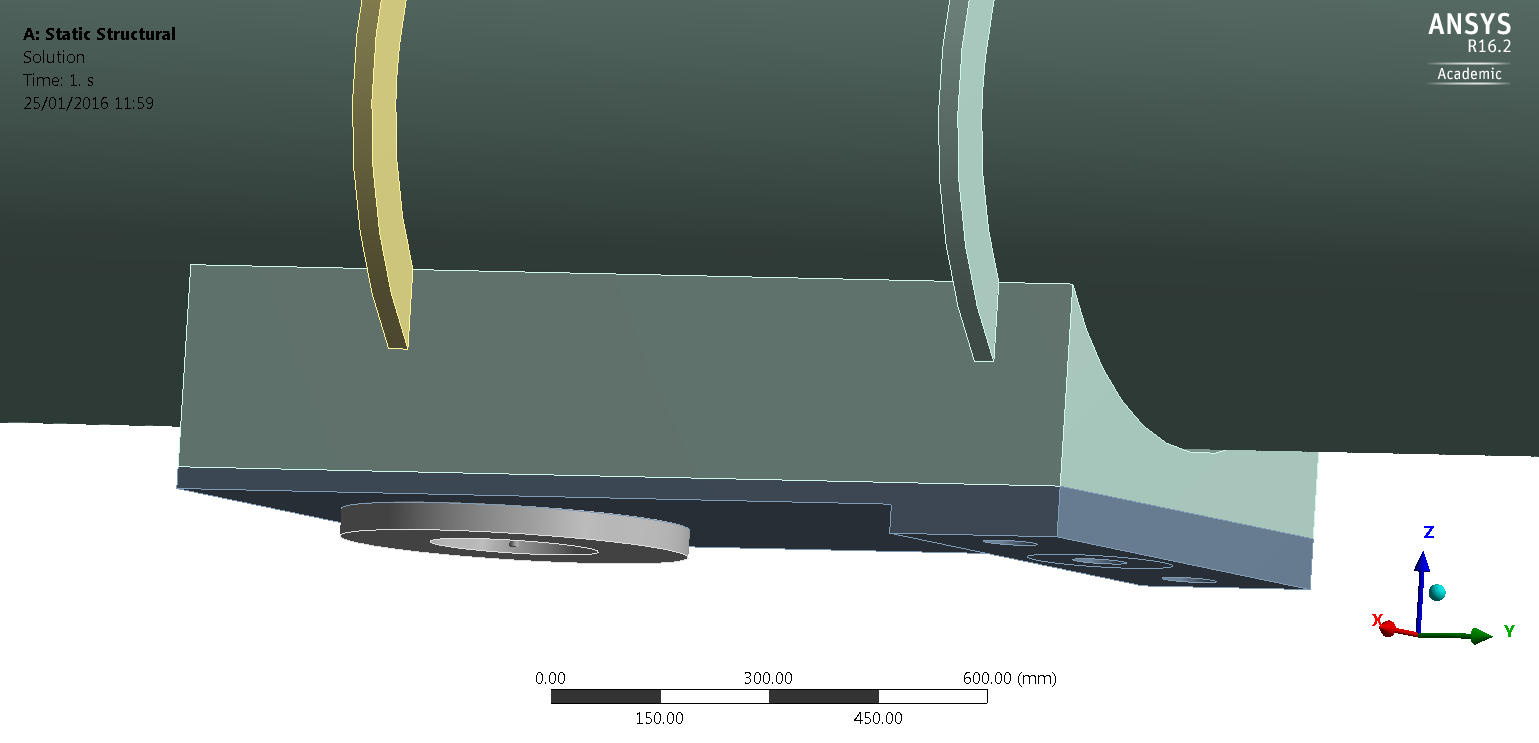 A: Static Structural
Solution
Time: 1. s
25/01/2016 11:59
ANSYS
R16.2
Academic
Z
X
Y
0.00 300.00 600.00 (mm)
150.00 450.00